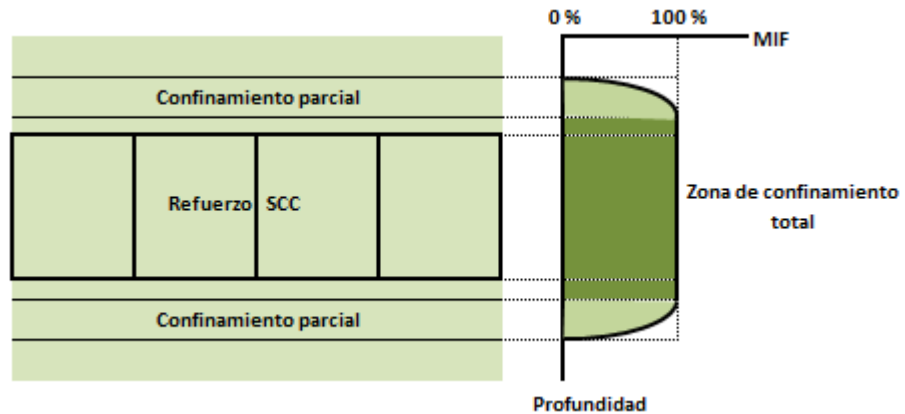 0 % 100 %
MIF
Confinamiento parcial
Refuerzo SCC
Zona de confinamiento
total
Confinamiento parcial
Profundidad